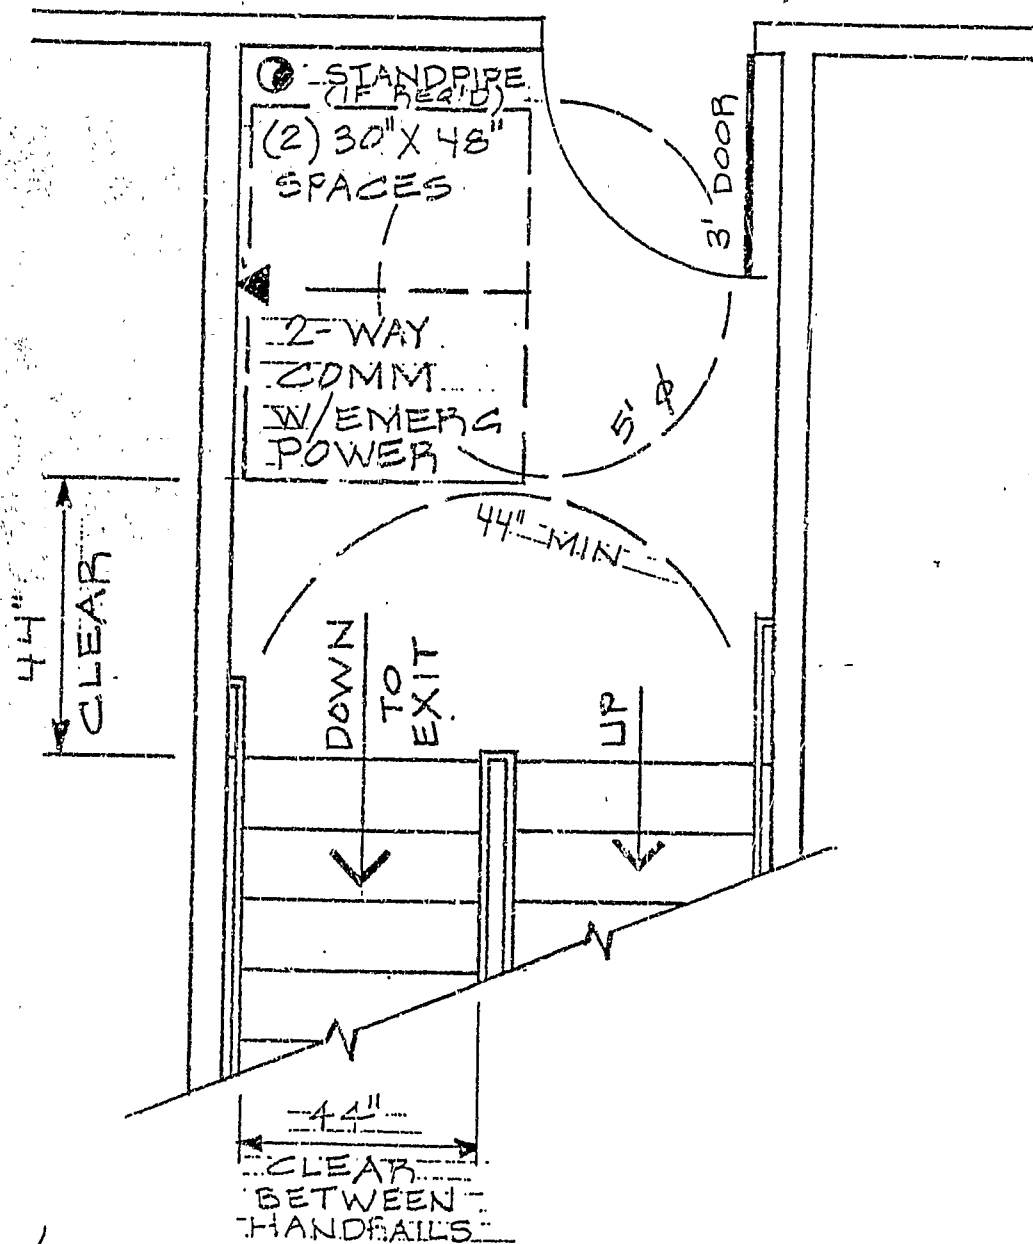 STANDPIPE
(IF REQ'D)
(2) 30" X 48"
SPACES
3' DOOR
2-WAY
COMM
W/EMERG
POWER
5' φ
44" MIN
44"
CLEAR
DOWN
TO
EXIT
UP
44"
CLEAR
BETWEEN
HANDRAILS